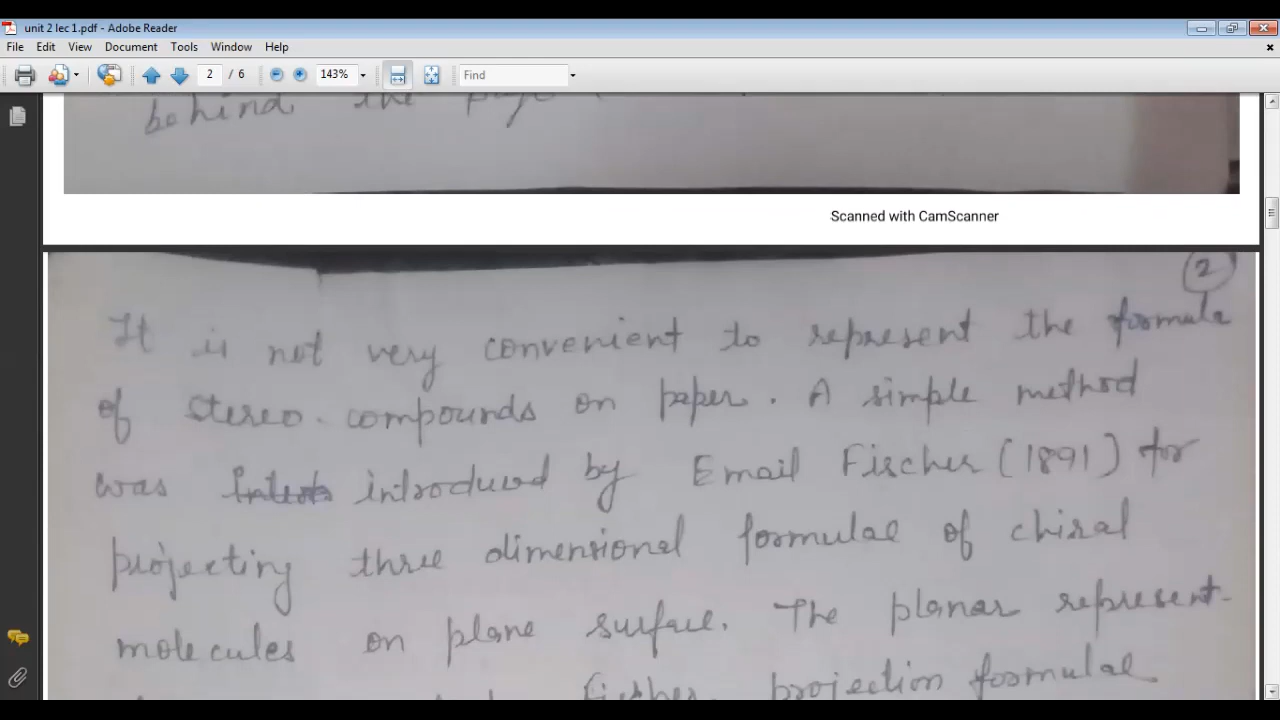 unit 2 lec 1.pdf - Adobe Reader
File Edit View Document Tools Window Help
2 / 6 143% Find
behind the
Scanned with CamScanner
2
It is not very convenient to represent the formula
of stereo. compounds on paper. A simple method
was introduced by Email Fischer (1891) for
projecting three dimensional formulae of chiral
molecules on plane surface. The planar represent-
projection formulae